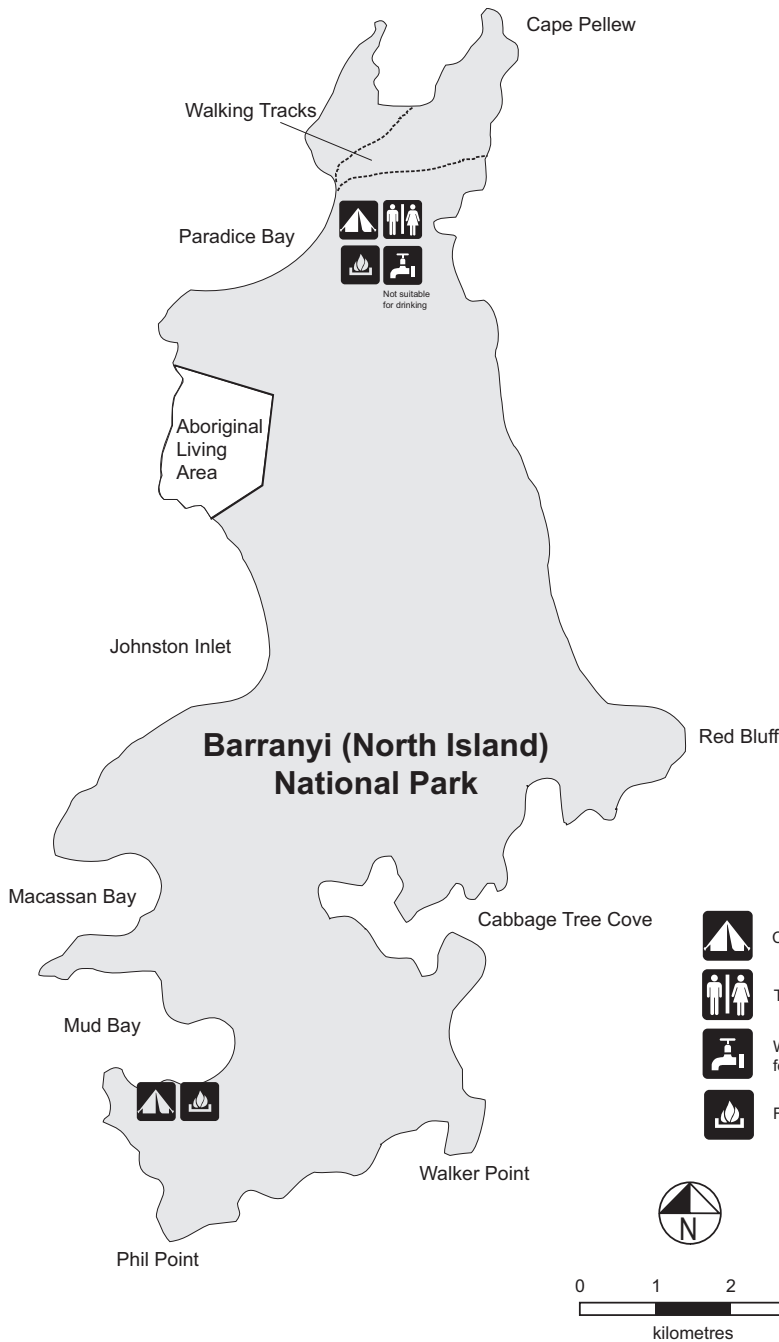 Cape Pellew
Walking Tracks
Paradice Bay
Not suitable
for drinking
Aboriginal
Living
Area
Johnston Inlet
Barranyi (North Island)
National Park
Red Bluff
Macassan Bay
Cabbage Tree Cove
Mud Bay
Walker Point
Phil Point
N
0 1 2
kilometres